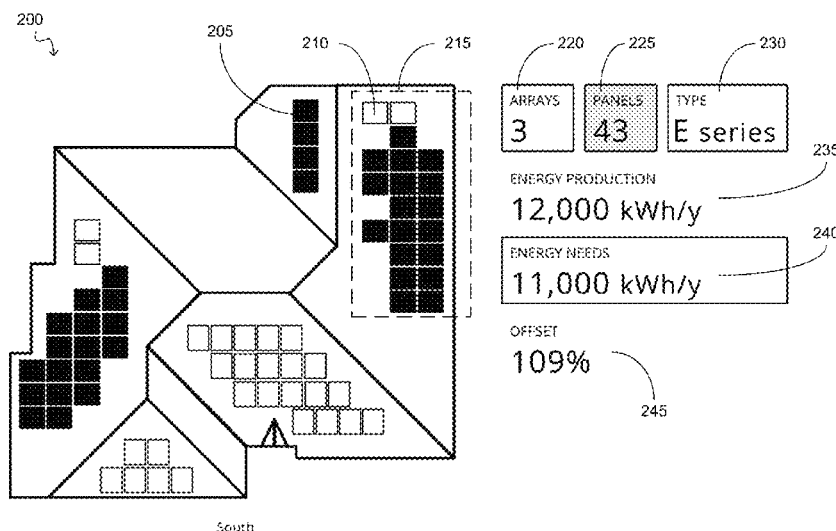 200
205
210
215
220
225
230
ARRAYS
3
PANELS
43
TYPE
E series
235
ENERGY PRODUCTION
12,000 kWh/y
240
ENERGY NEEDS
11,000 kWh/y
OFFSET
109%
245
South